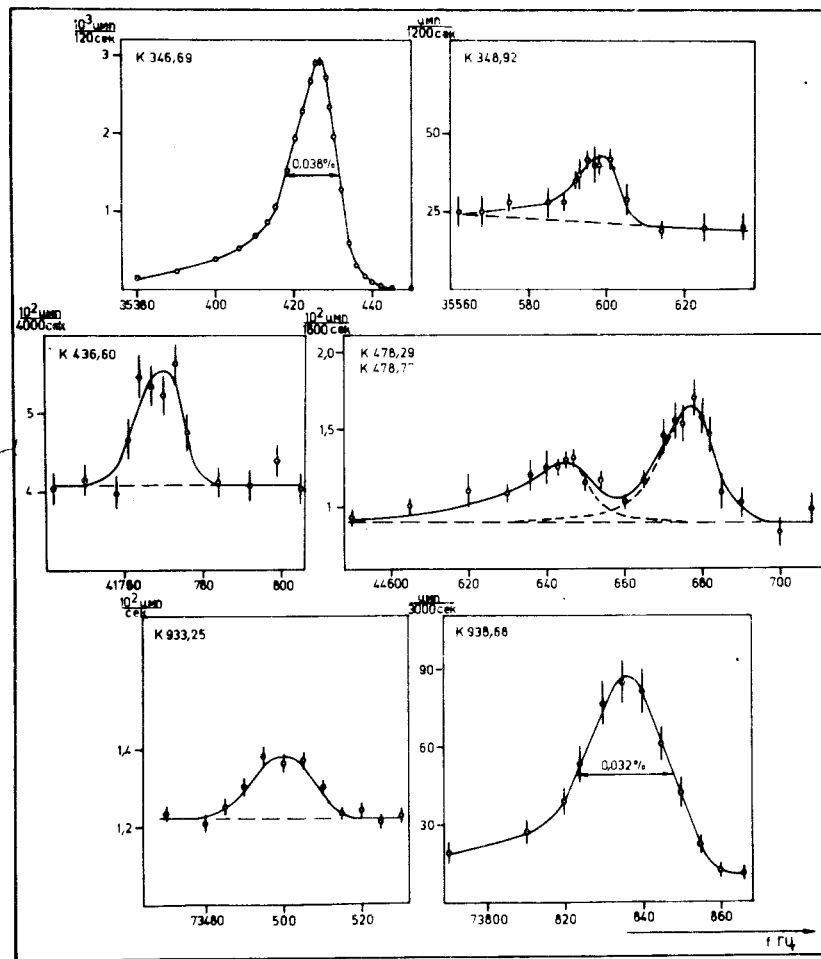 10³ имп
120 сек
К 346,69
3
2
1
0,038%
35380 400 420 440
имп
1200 сек
К 348,92
50
25
35560 580 600 620
10² имп
4000 сек
К 436,60
5
4
41760 780 800
10² имп
1600 сек
К 478,29
К 478,7
2,0
1,5
1
44600 620 640 660 680 700
10² имп
сек
К 933,25
1,4
1,2
73480 500 520
имп
3000 сек
К 938,68
90
60
30
0,032%
73800 820 840 860
f ГЦ